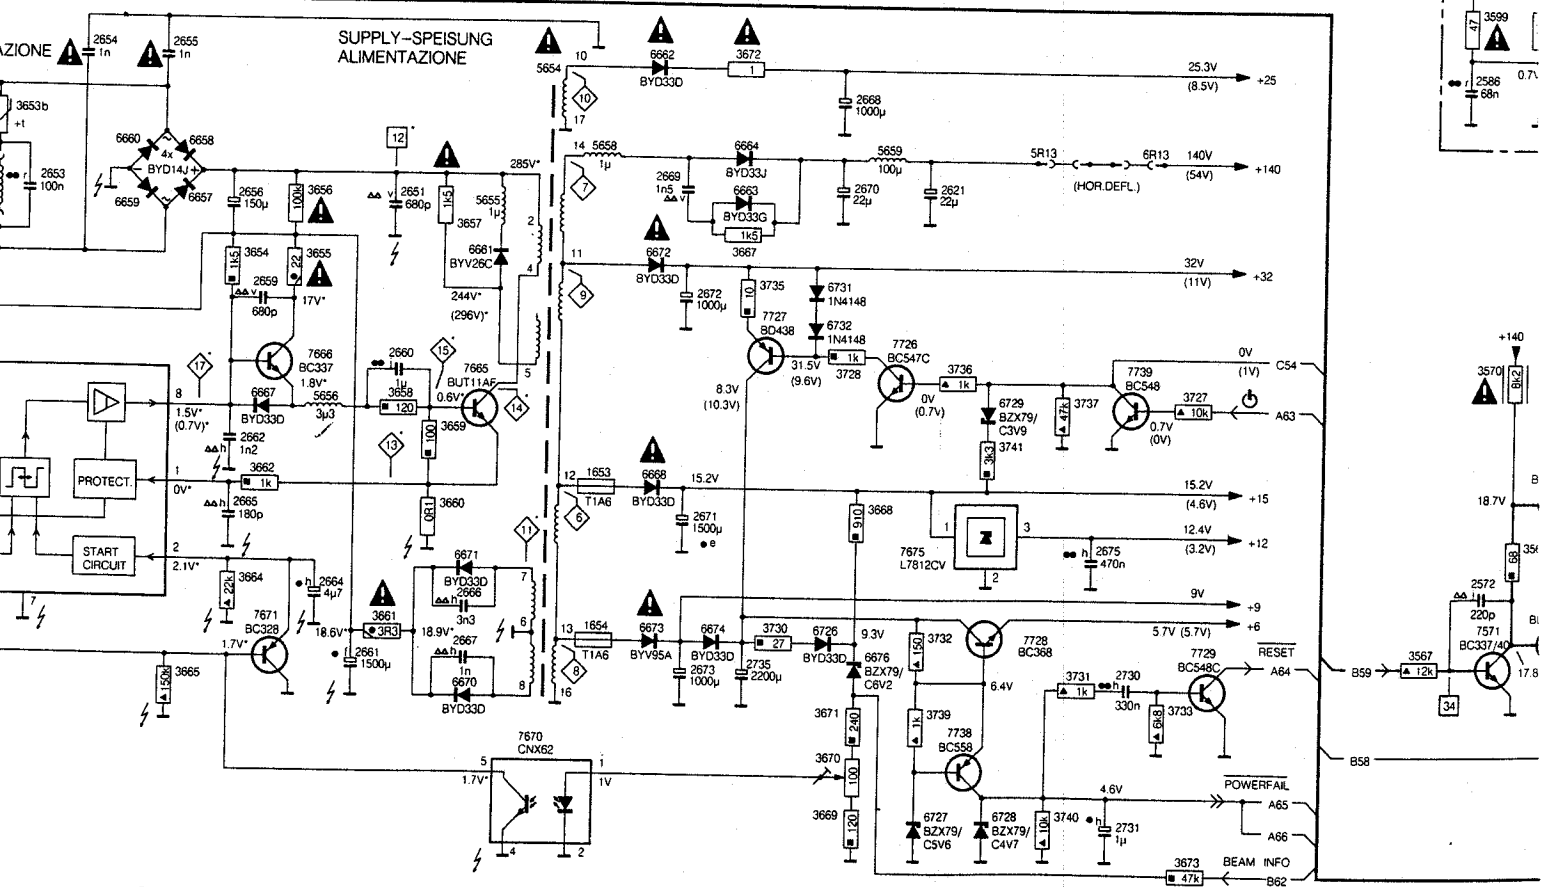 SUPPLY-SPEISUNG
ALIMENTAZIONE
AZIONE
2654
1n
2655
1n
3653b
+t
2653
100n
6660
6658
4x
BYD14J
6659
6657
2656
150µ
3656
100k
3654
1k5
3655
22
2659
680p
17V*
12
2651
680p
3657
1k5
5655
1µ
6661
BYV26C
244V*
(296V)*
285V*
2
4
5
5654
10
17
10
14
7
11
9
12
6
13
8
16
6662
BYD33D
3672
1
2668
1000µ
25.3V
(8.5V)
+25
5658
1µ
2669
1n5
6664
BYD33J
6663
BYD33G
1k5
3667
5659
100µ
2670
22µ
2621
22µ
5R13
6R13
(HOR.DEFL.)
140V
(54V)
+140
6672
BYD33D
2672
1000µ
3735
10
6731
1N4148
6732
1N4148
32V
(11V)
+32
7727
BD438
31.5V
(9.6V)
1k
3728
8.3V
(10.3V)
7726
BC547C
0V
(0.7V)
3736
1k
6729
BZX79/
C3V9
3741
3k3
3737
47k
7739
BC548
0.7V
(0V)
3727
10k
0V
(1V)
C54
A63
17
7666
BC337
1.8V*
6667
BYD33D
5656
3µ3
2660
1µ
3658
120
15
7665
BUT11AF
0.6V*
14
3659
100
13
8
1.5V*
(0.7V)*
2662
1n2
PROTECT.
1
0V*
3662
1k
2665
180p
3660
0R1
START
CIRCUIT
2
2.1V*
7
3664
22k
2664
4µ7
7671
BC328
1.7V*
3665
150k
18.6V*
2661
1500µ
3661
3R3
18.9V*
11
6671
BYD33D
2666
3n3
2667
1n
6670
BYD33D
7
6
8
1653
T1A6
6668
BYD33D
15.2V
2671
1500µ
e
3668
910
15.2V
(4.6V)
+15
1
3
2
7675
L7812CV
2675
470n
12.4V
(3.2V)
+12
1654
T1A6
6673
BYV95A
6674
BYD33D
2673
1000µ
2735
2200µ
3730
27
6726
BYD33D
9.3V
6676
BZX79/
C6V2
9V
+9
5.7V (5.7V)
+6
3732
150
7728
BC368
6.4V
3739
1k
7738
BC558
3731
1k
2730
330n
3733
6k8
7729
BC548C
RESET
A64
3671
240
3670
100
3669
120
6727
BZX79/
C5V6
6728
BZX79/
C4V7
3740
10k
2731
1µ
4.6V
POWERFAIL
A65
A66
3673
47k
BEAM INFO
B62
7670
CNX62
5
1.7V*
1
1V
4
2
3599
47
2586
68n
+140
3570
8k2
18.7V
68
2572
220p
7571
BC337/40
B59
3567
12k
34
17.8
B58